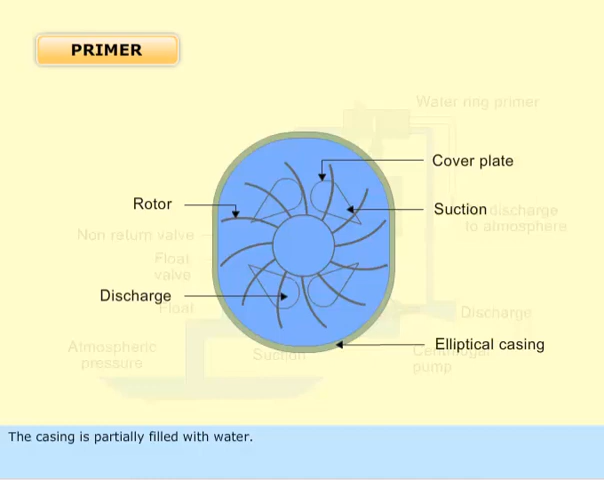 PRIMER
Water ring primer
Cover plate
Rotor
Suction
discharge
to atmosphere
Non return valve
Float
valve
Discharge
Float
Discharge
Elliptical casing
Atmospheric
pressure
Suction
Centrifugal
pump
The casing is partially filled with water.